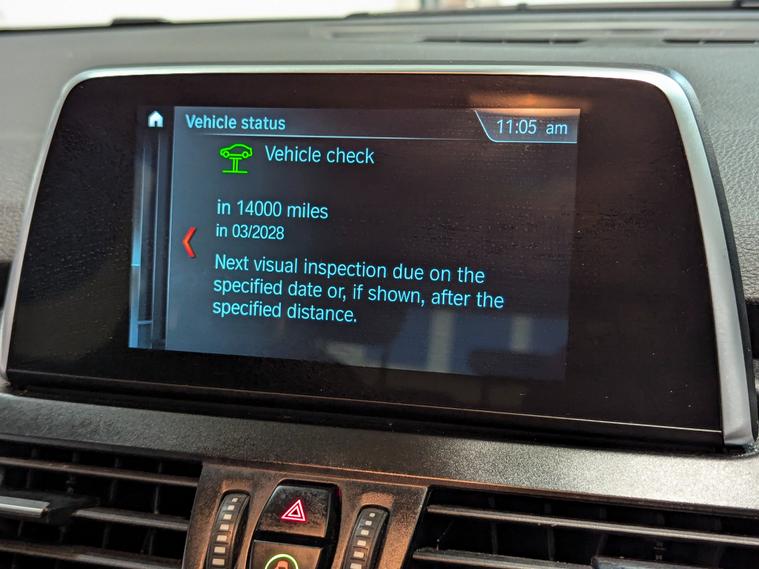 Vehicle status
11:05 am
Vehicle check
in 14000 miles
in 03/2028
Next visual inspection due on the
specified date or, if shown, after the
specified distance.